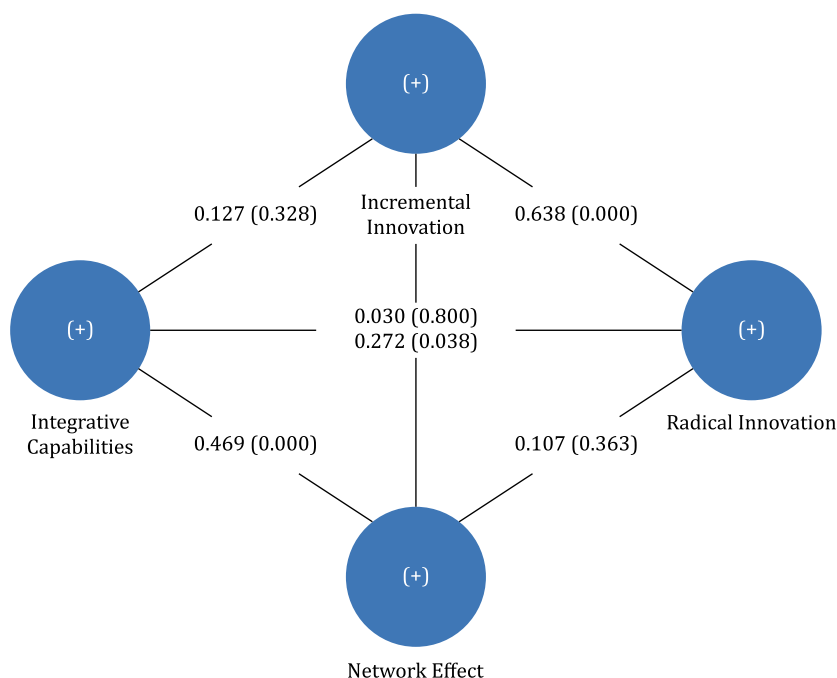 (+)
Incremental
Innovation
0.127 (0.328)
0.638 (0.000)
(+)
0.030 (0.800)
0.272 (0.038)
(+)
Integrative
Capabilities
Radical Innovation
0.469 (0.000)
0.107 (0.363)
(+)
Network Effect